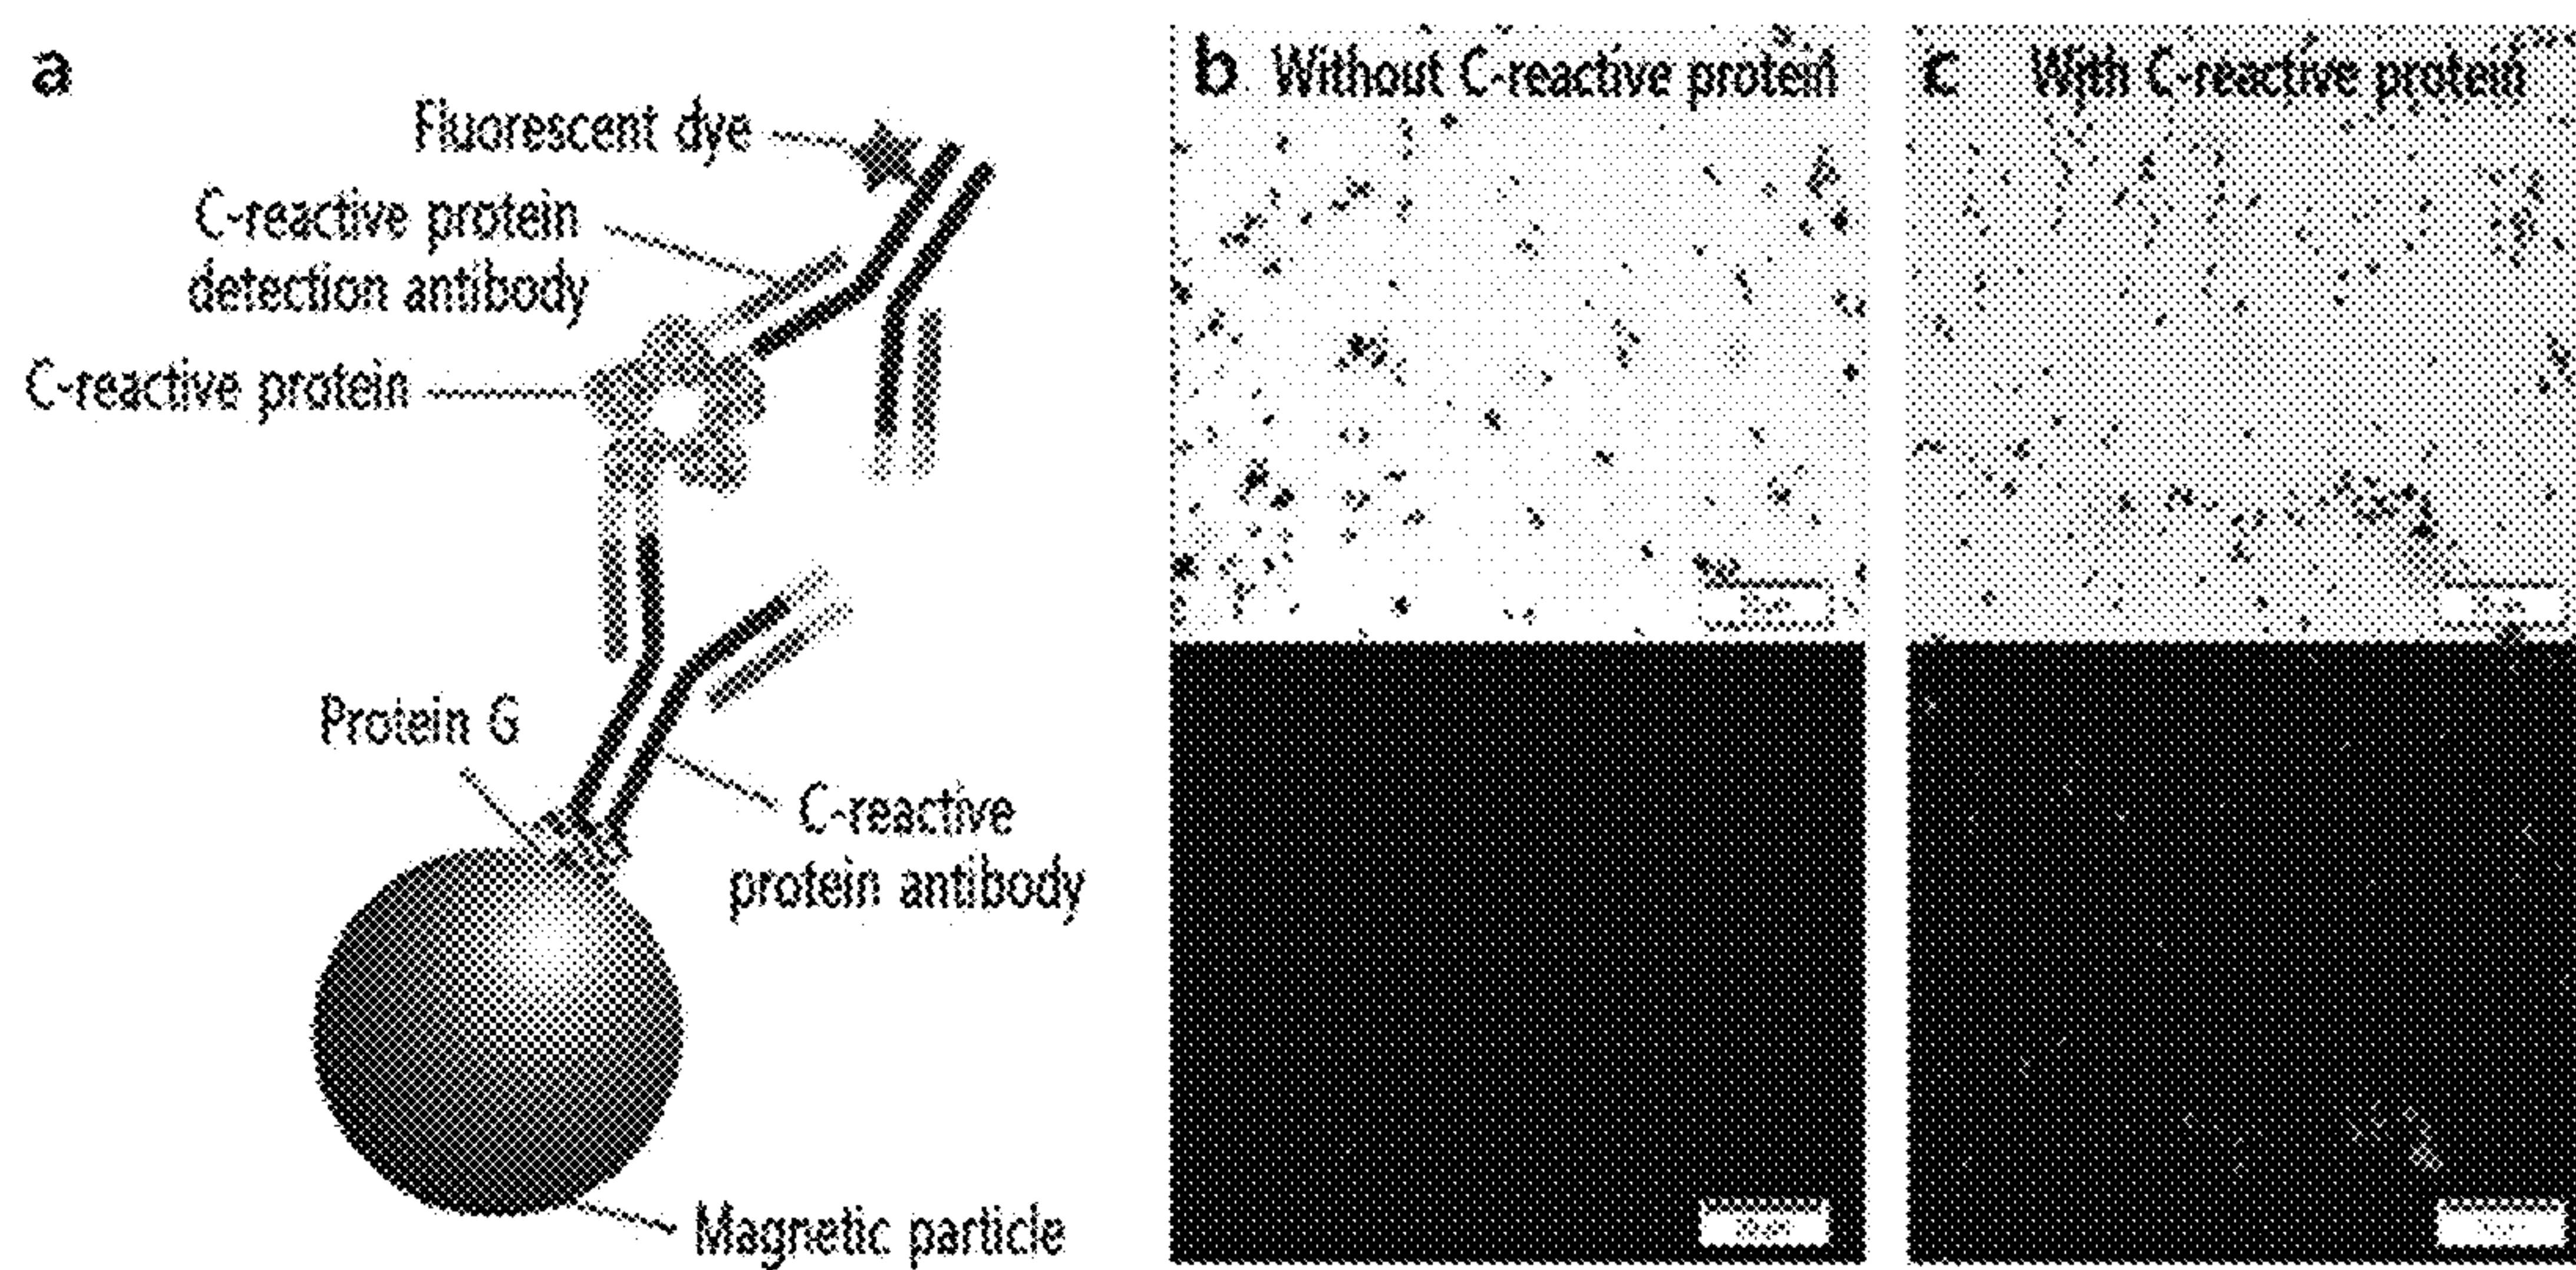 a
Fluorescent dye
C-reactive protein
detection antibody
C-reactive protein
Protein G
C-reactive
protein antibody
Magnetic particle
b Without C-reactive protein
c With C-reactive protein